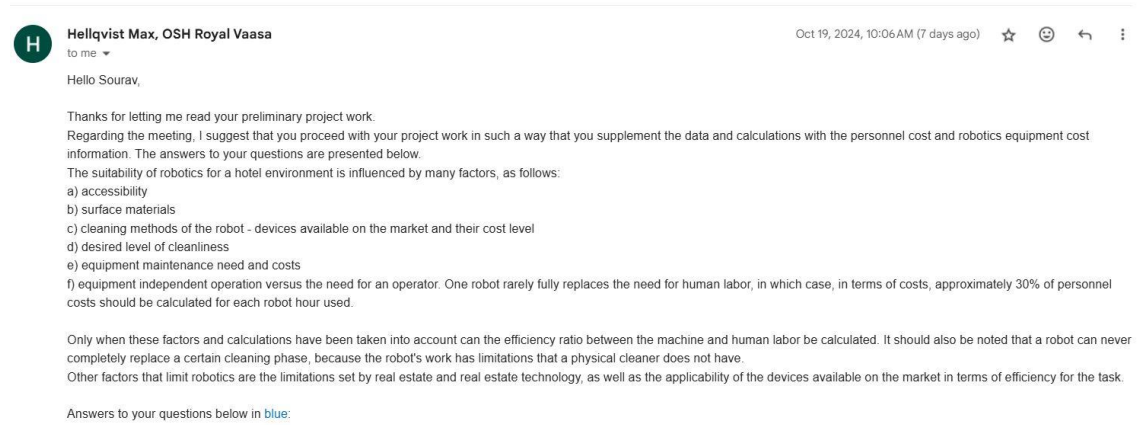 H
Hellqvist Max, OSH Royal Vaasa
Oct 19, 2024, 10:06 AM (7 days ago)
to me
Hello Sourav,
Thanks for letting me read your preliminary project work.
Regarding the meeting, I suggest that you proceed with your project work in such a way that you supplement the data and calculations with the personnel cost and robotics equipment cost
information. The answers to your questions are presented below.
The suitability of robotics for a hotel environment is influenced by many factors, as follows:
a) accessibility
b) surface materials
c) cleaning methods of the robot - devices available on the market and their cost level
d) desired level of cleanliness
e) equipment maintenance need and costs
f) equipment independent operation versus the need for an operator. One robot rarely fully replaces the need for human labor, in which case, in terms of costs, approximately 30% of personnel
costs should be calculated for each robot hour used.
Only when these factors and calculations have been taken into account can the efficiency ratio between the machine and human labor be calculated. It should also be noted that a robot can never
completely replace a certain cleaning phase, because the robot's work has limitations that a physical cleaner does not have.
Other factors that limit robotics are the limitations set by real estate and real estate technology, as well as the applicability of the devices available on the market in terms of efficiency for the task.
Answers to your questions below in blue: